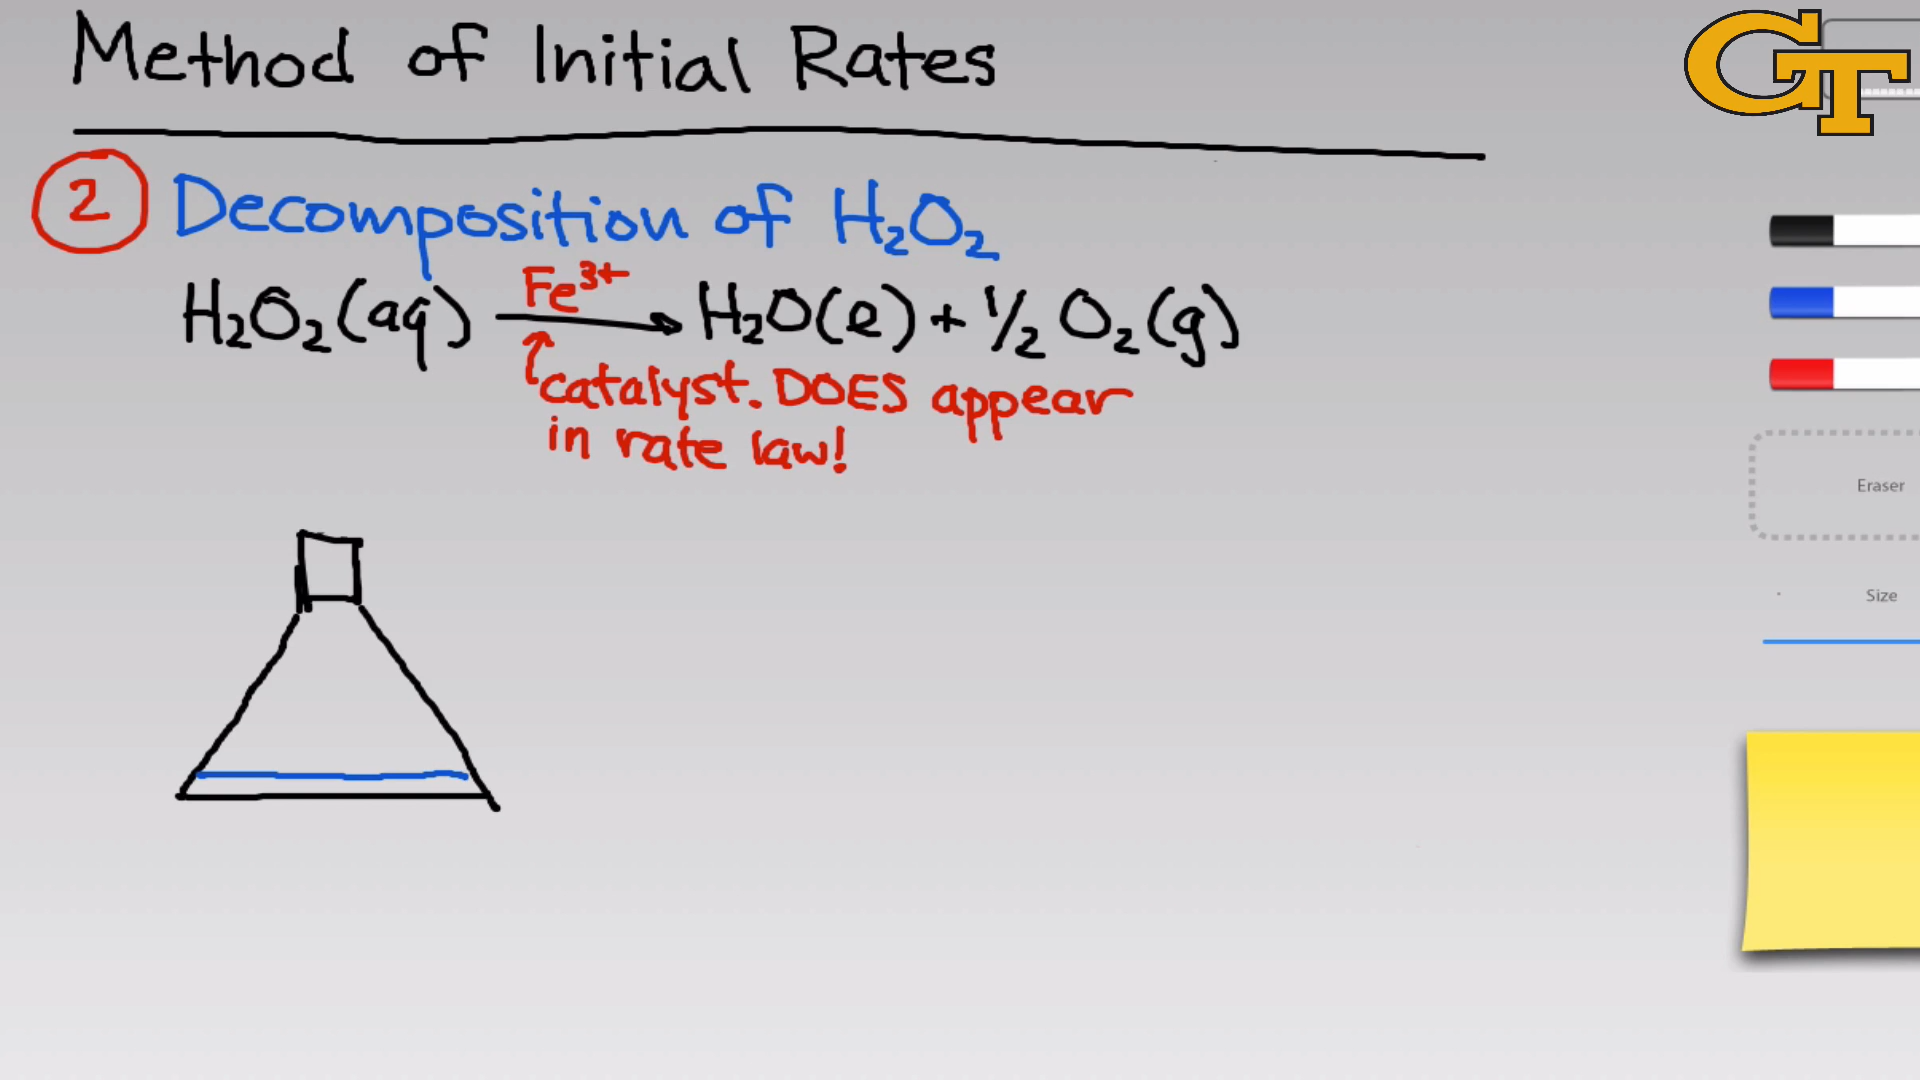 Method of Initial Rates
GT
② Decomposition of H₂O₂
Fe³⁺
H₂O₂(aq) → H₂O(ℓ) + ½ O₂(g)
↑ catalyst. DOES appear
in rate law!
Eraser
Size